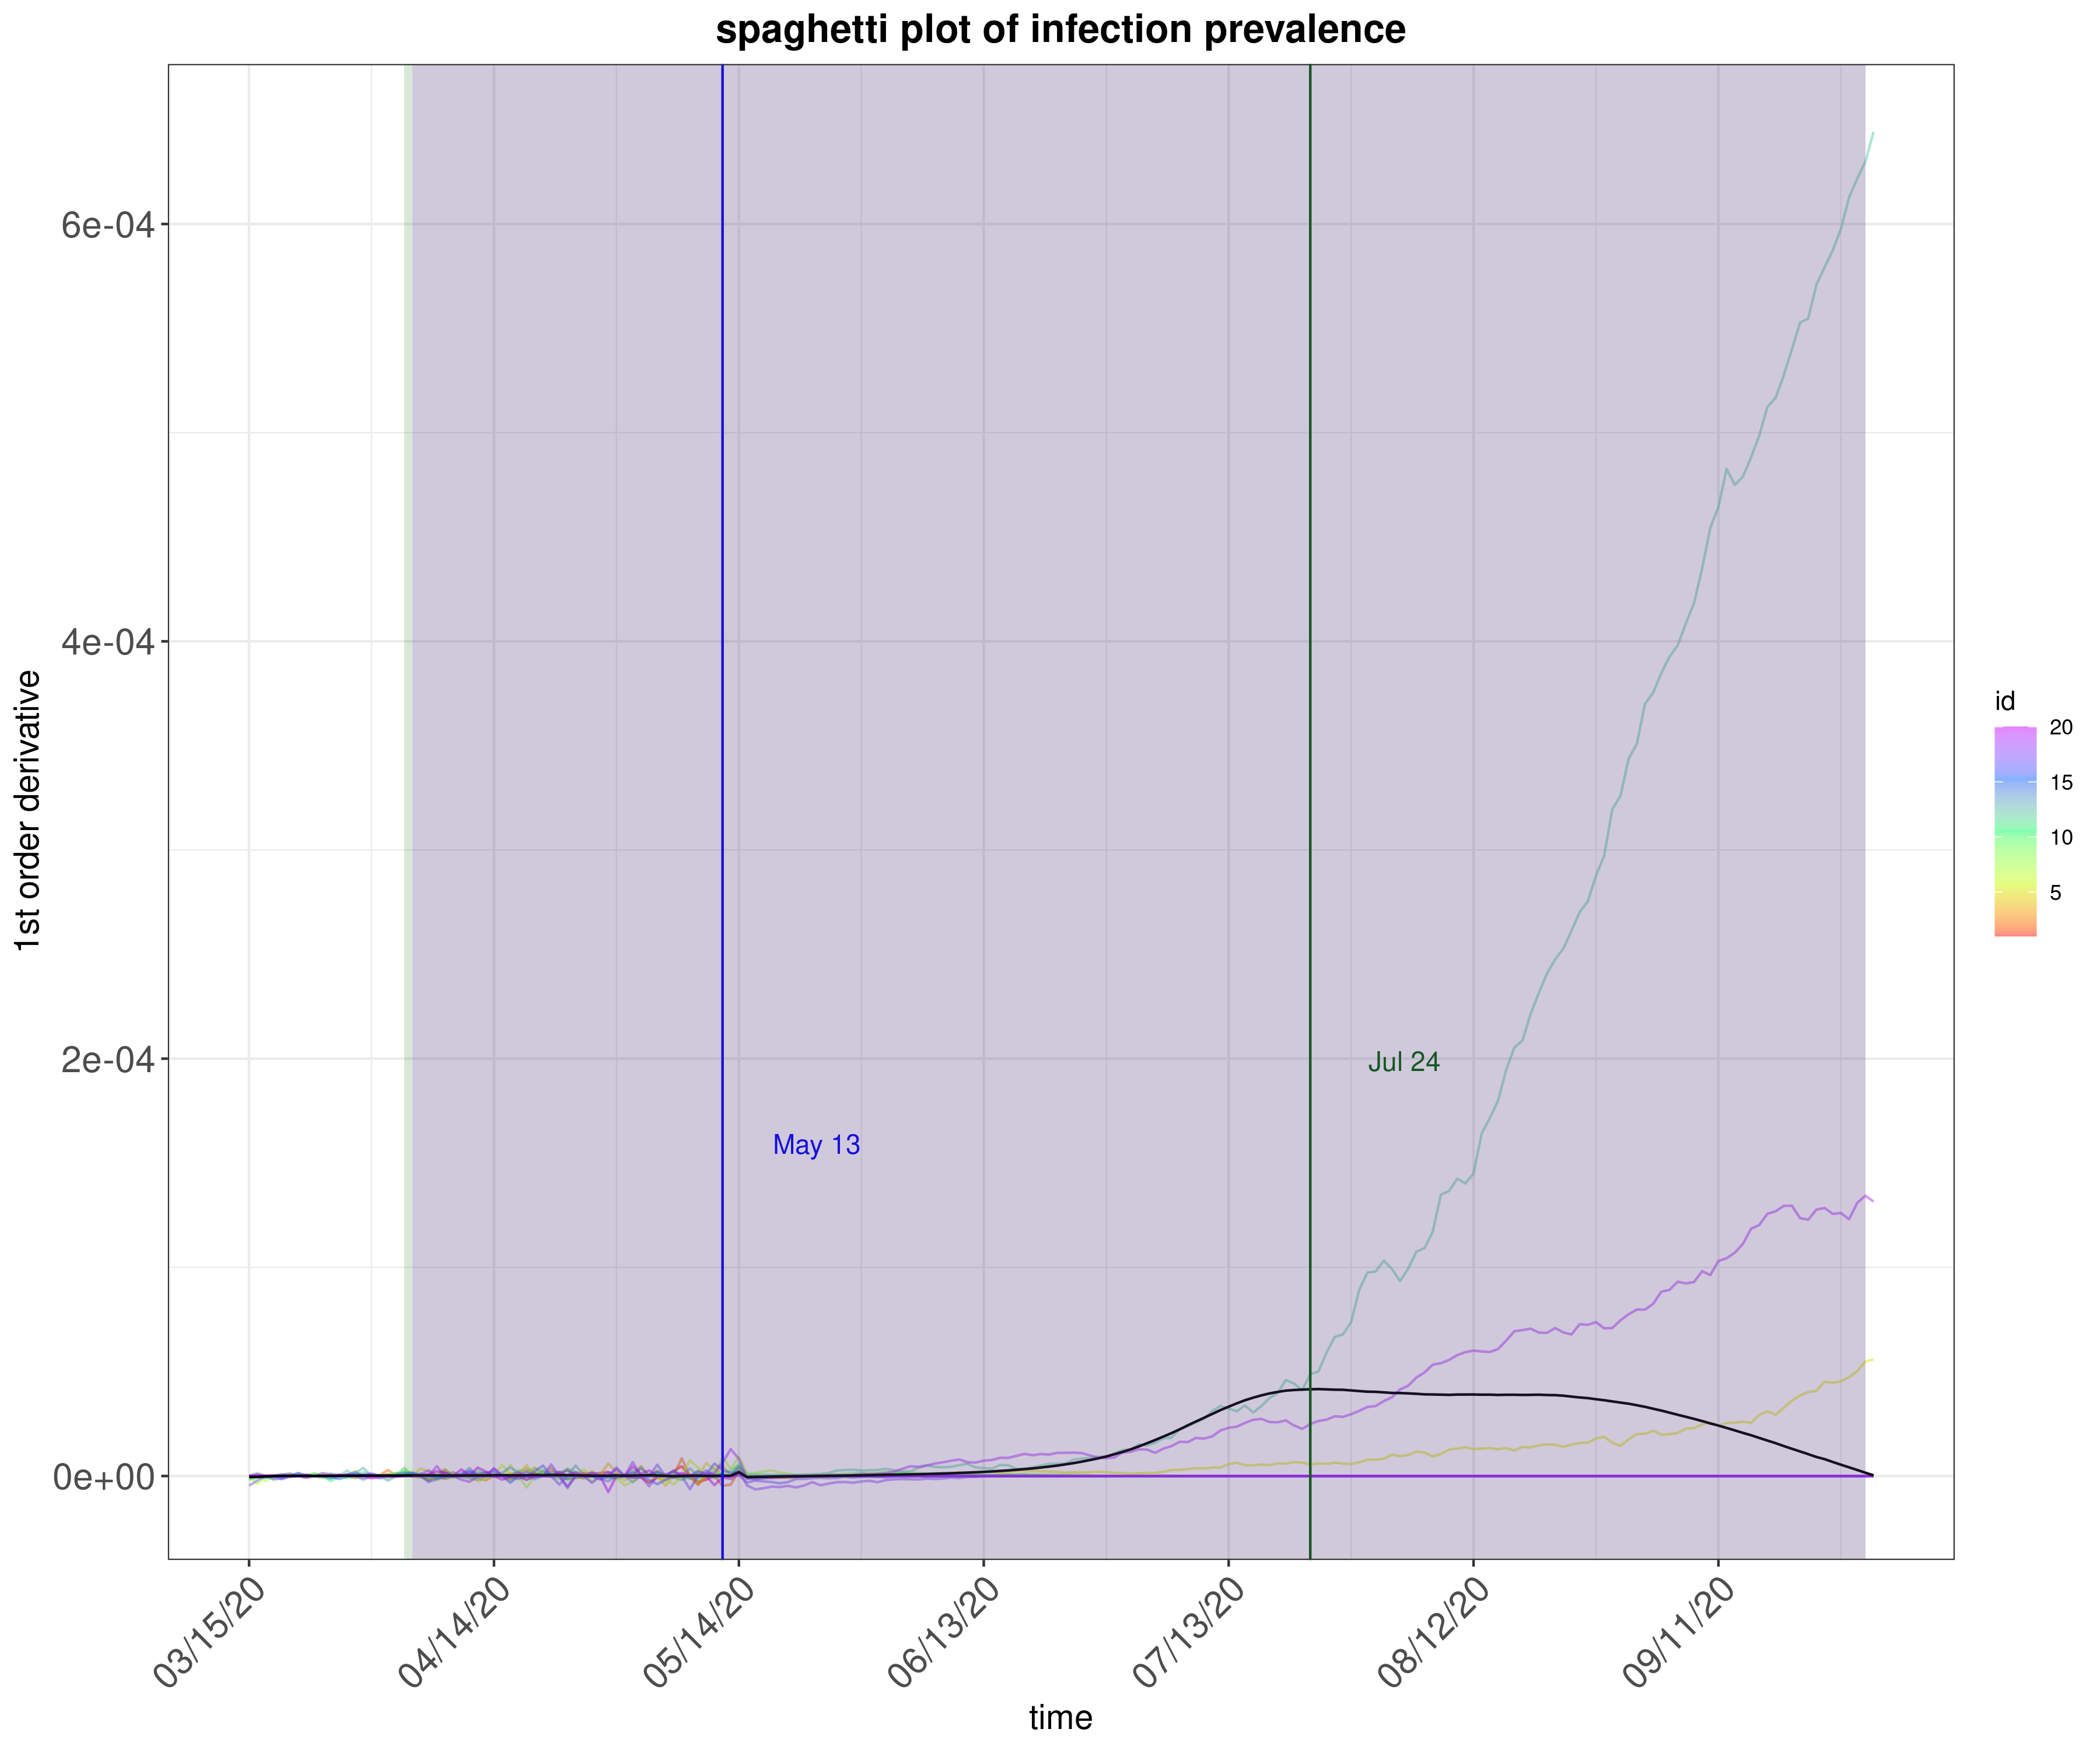 spaghetti plot of infection prevalence
1st order derivative
6e-04
4e-04
2e-04
0e+00
Jul 24
May 13
id
20
15
10
5
03/15/20
04/14/20
05/14/20
06/13/20
07/13/20
08/12/20
09/11/20
time